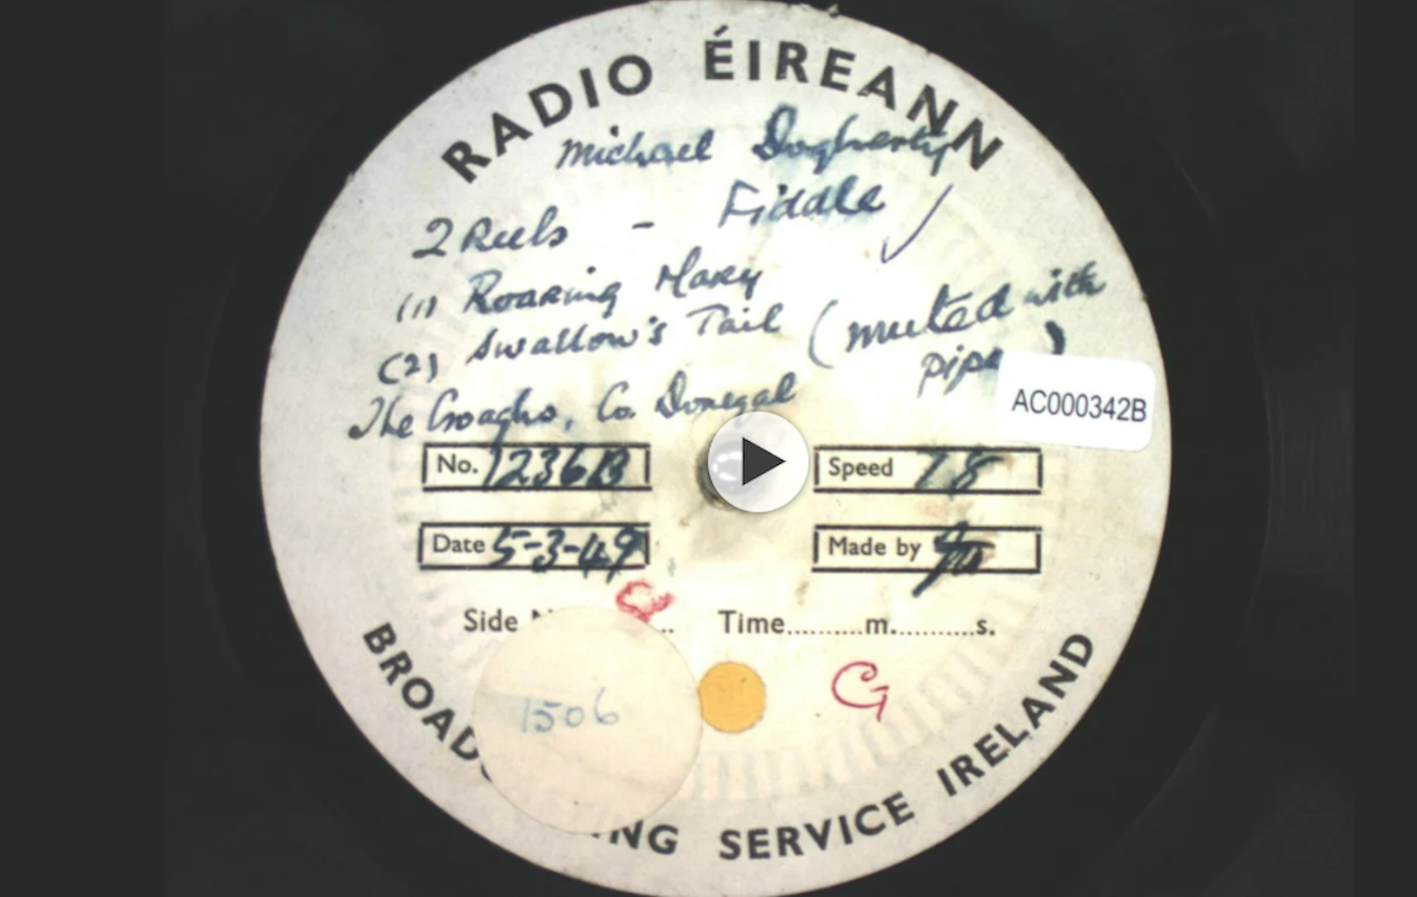 RADIO ÉIREANN
Michael Dogherty
2 Reels - Fiddle
(1) Roaring Mary
(2) Swallow's Tail (muted with
pipe)
AC000342B
The Croaghs, Co. Donegal
No. 1236B
Speed 78
Date 5-3-49
Made by
Side
Time..........m...........s.
G
1506
BROAD
NG SERVICE IRELAND